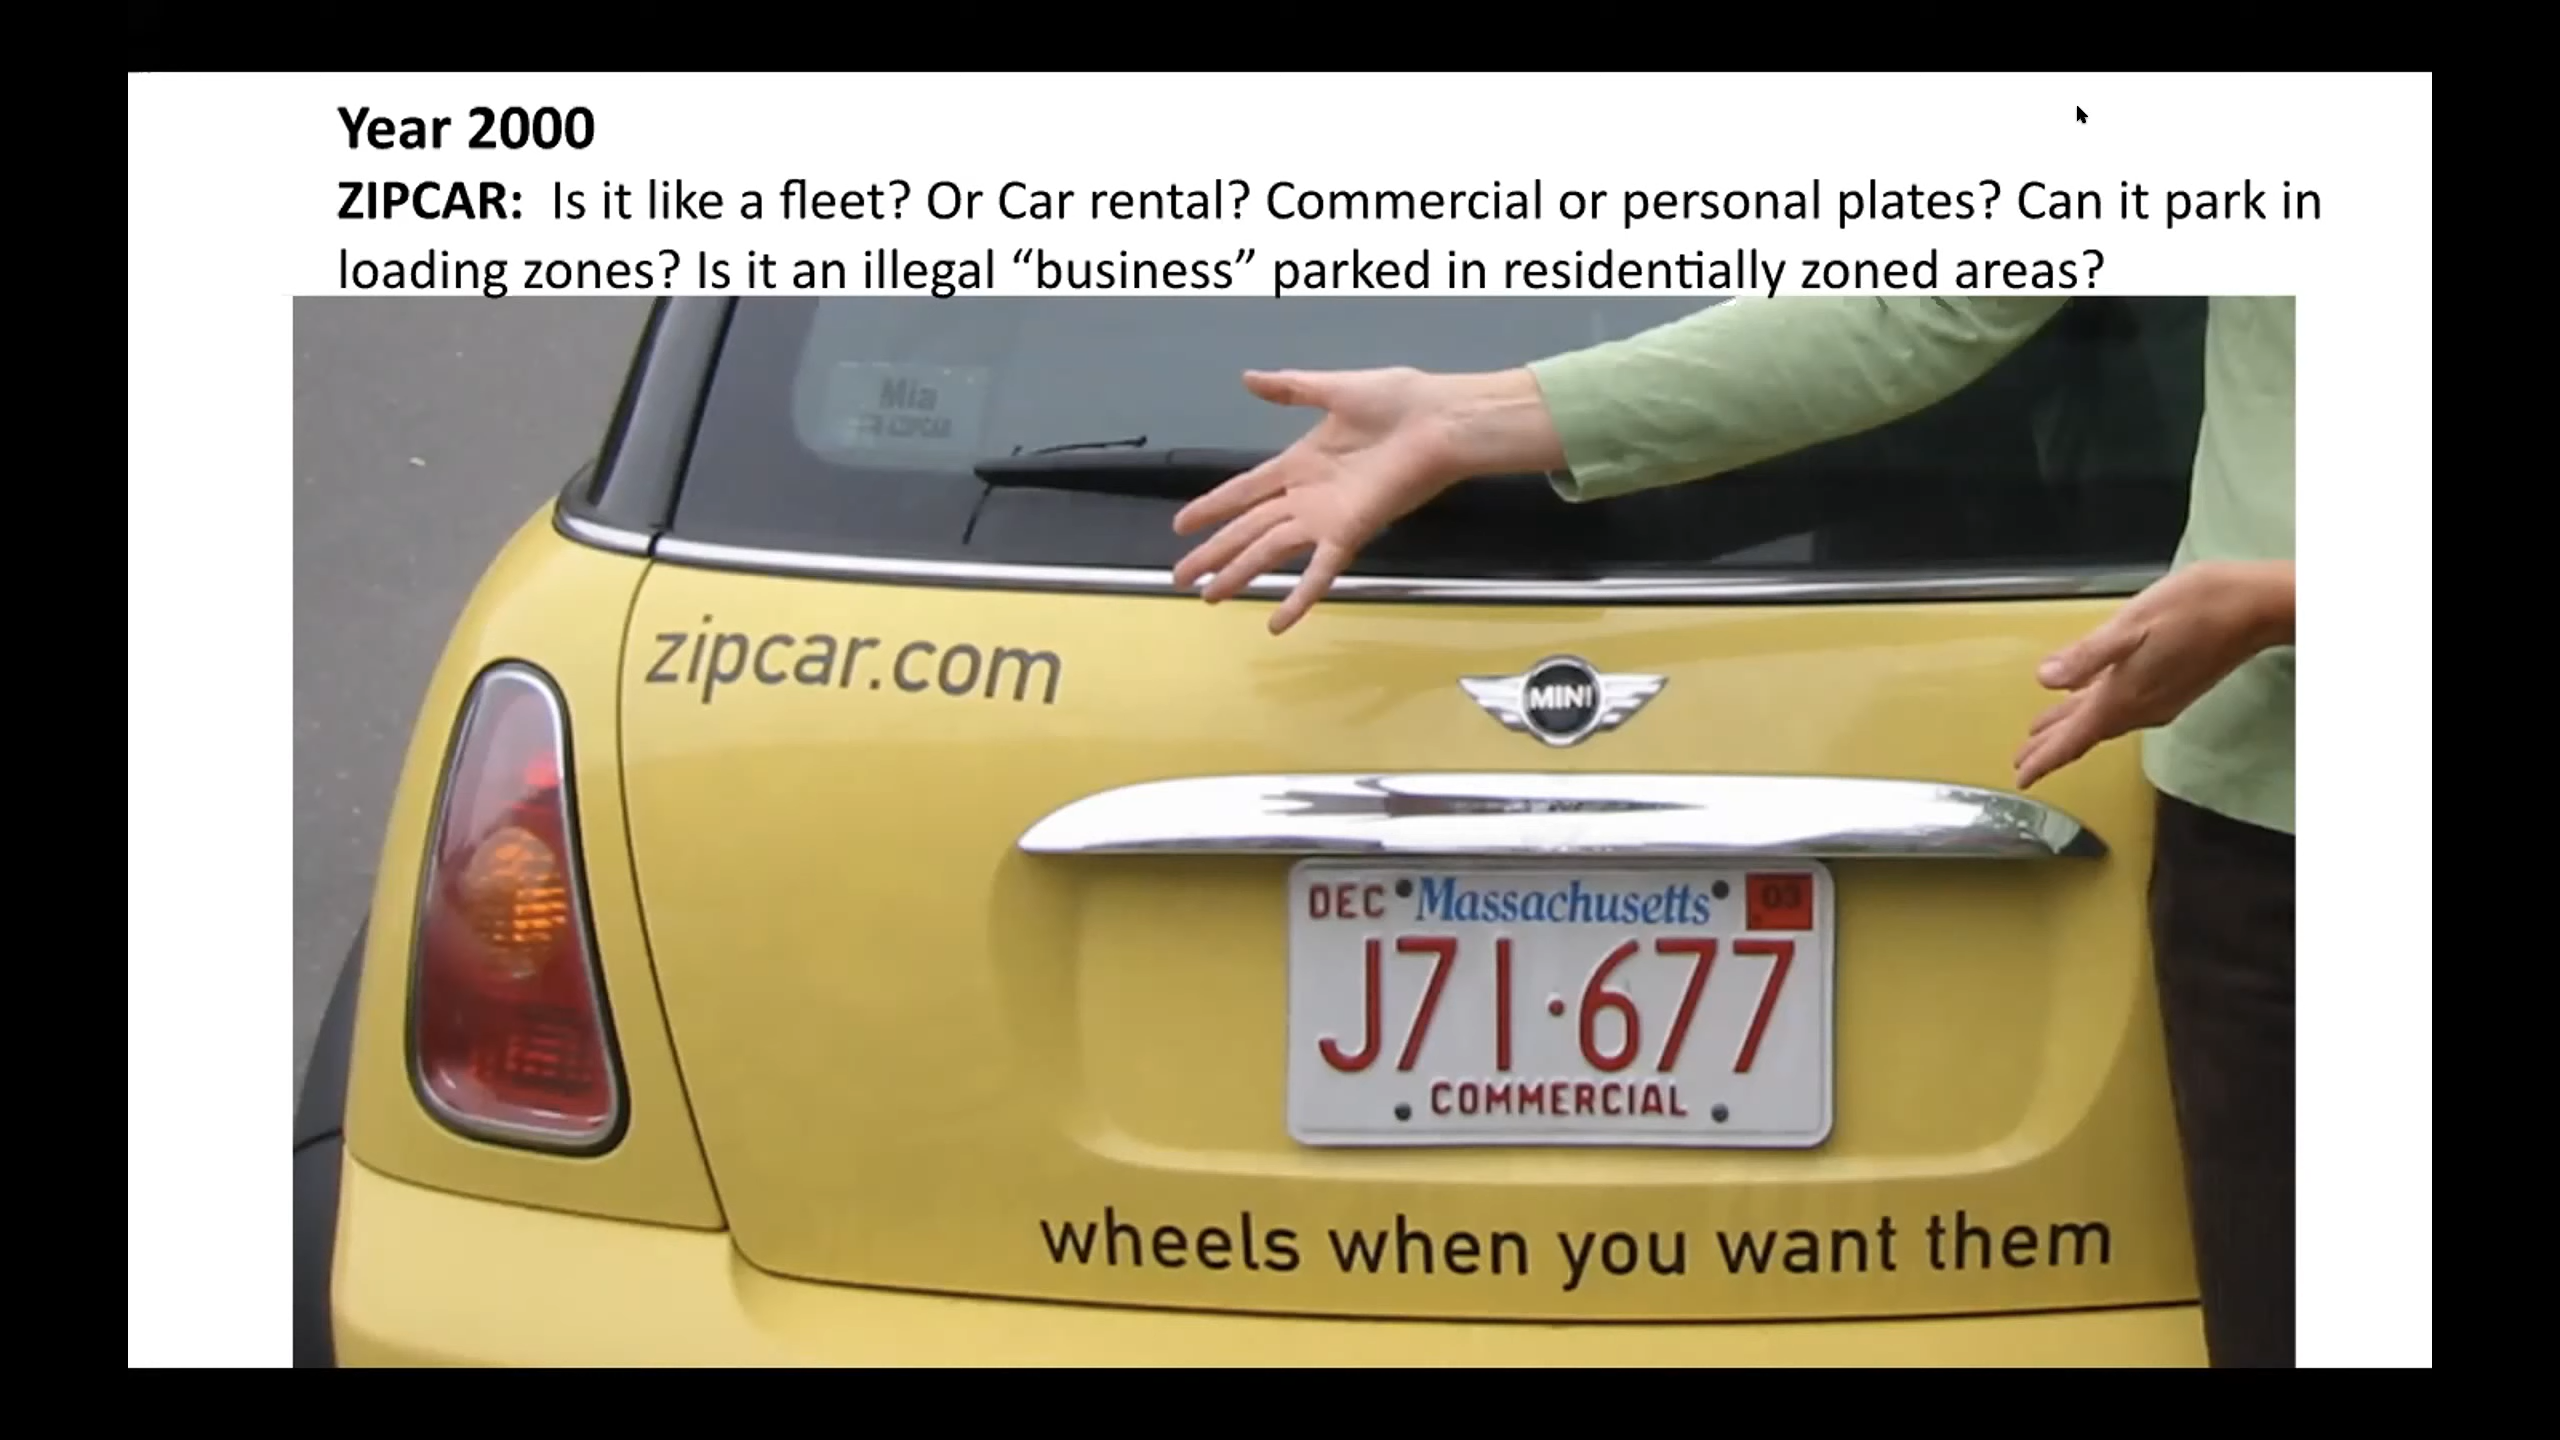 Year 2000
ZIPCAR: Is it like a fleet? Or Car rental? Commercial or personal plates? Can it park in
loading zones? Is it an illegal “business” parked in residentially zoned areas?
Mia
zipcar.com
MINI
DEC Massachusetts 03
J71·677
COMMERCIAL
wheels when you want them